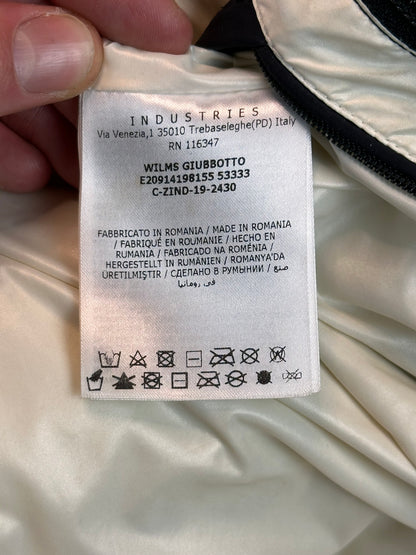 INDUSTRIES
Via Venezia,1 35010 Trebaseleghe(PD) Italy
RN 116347
WILMS GIUBBOTTO
E20914198155 53333
C-ZIND-19-2430
FABBRICATO IN ROMANIA / MADE IN ROMANIA
/ FABRIQUÉ EN ROUMANIE / HECHO EN
RUMANIA / FABRICADO NA ROMÉNIA /
HERGESTELLT IN RUMÄNIEN / ROMANYA'DA
ÜRETILMIŞTIR / СДЕЛАНО В РУМЫНИИ / صنع
في رومانيا